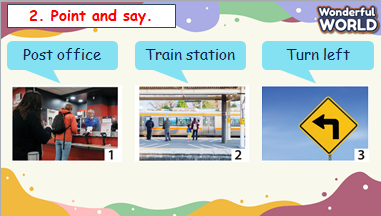 2. Point and say.
Wonderful
WORLD
Post office
Train station
Turn left
1
2
3